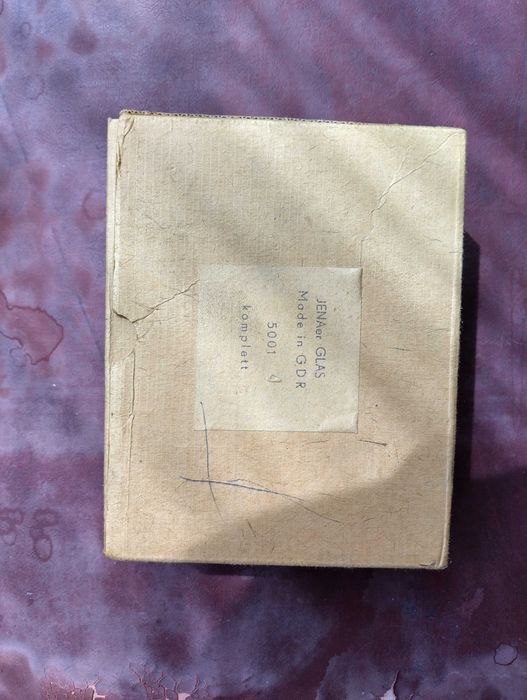 JENAer GLAS
Made in GDR
5001
komplett